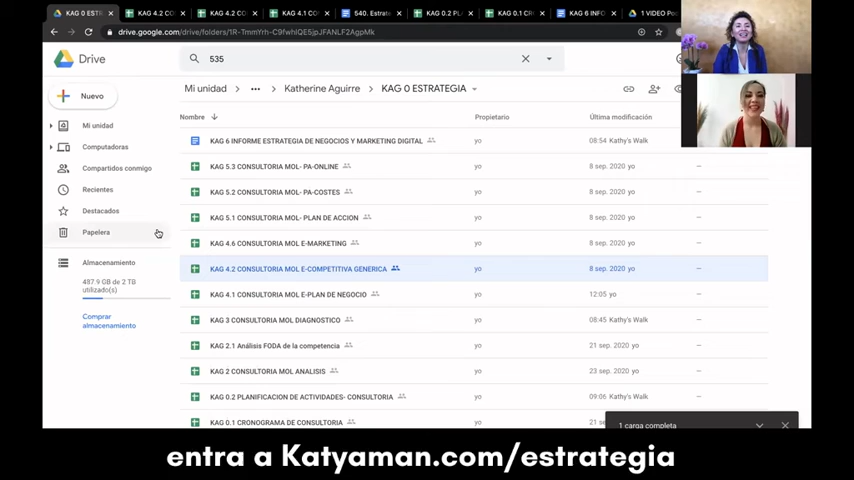 KAG 0 ESTR
KAG 4.2 CO
KAG 4.2 CO
KAG 4.1 CO
540. Estrate
KAG 0.2 PL
KAG 0.1 CR
KAG 6 INFO
1 VIDEO Po
drive.google.com/drive/folders/
Drive
535
Nuevo
Mi unidad
...
Katherine Aguirre
KAG 0 ESTRATEGIA
Mi unidad
Computadoras
Compartidos conmigo
Recientes
Destacados
Papelera
Almacenamiento
487.9 GB de 2 TB
utilizado(s)
Comprar
almacenamiento
Nombre
Propietario
Última modificación
KAG 6 INFORME ESTRATEGIA DE NEGOCIOS Y MARKETING DIGITAL yo 08:54 Kathy's Walk —
KAG 5.3 CONSULTORIA MOL- PA-ONLINE yo 8 sep. 2020 yo —
KAG 5.2 CONSULTORIA MOL- PA-COSTES yo 8 sep. 2020 yo —
KAG 5.1 CONSULTORIA MOL- PLAN DE ACCION yo 8 sep. 2020 yo —
KAG 4.6 CONSULTORIA MOL E-MARKETING yo 8 sep. 2020 yo —
KAG 4.2 CONSULTORIA MOL E-COMPETITIVA GENERICA yo 8 sep. 2020 yo —
KAG 4.1 CONSULTORIA MOL E-PLAN DE NEGOCIO yo 12:05 yo —
KAG 3 CONSULTORIA MOL DIAGNOSTICO yo 08:45 Kathy's Walk —
KAG 2.1 Análisis FODA de la competencia yo 21 sep. 2020 yo —
KAG 2 CONSULTORIA MOL ANALISIS yo 23 sep. 2020 yo —
KAG 0.2 PLANIFICACION DE ACTIVIDADES- CONSULTORIA yo 09:06 Kathy's Walk —
KAG 0.1 CRONOGRAMA DE CONSULTORIA yo 21 se
1 carga completa
entra a Katyaman.com/estrategia